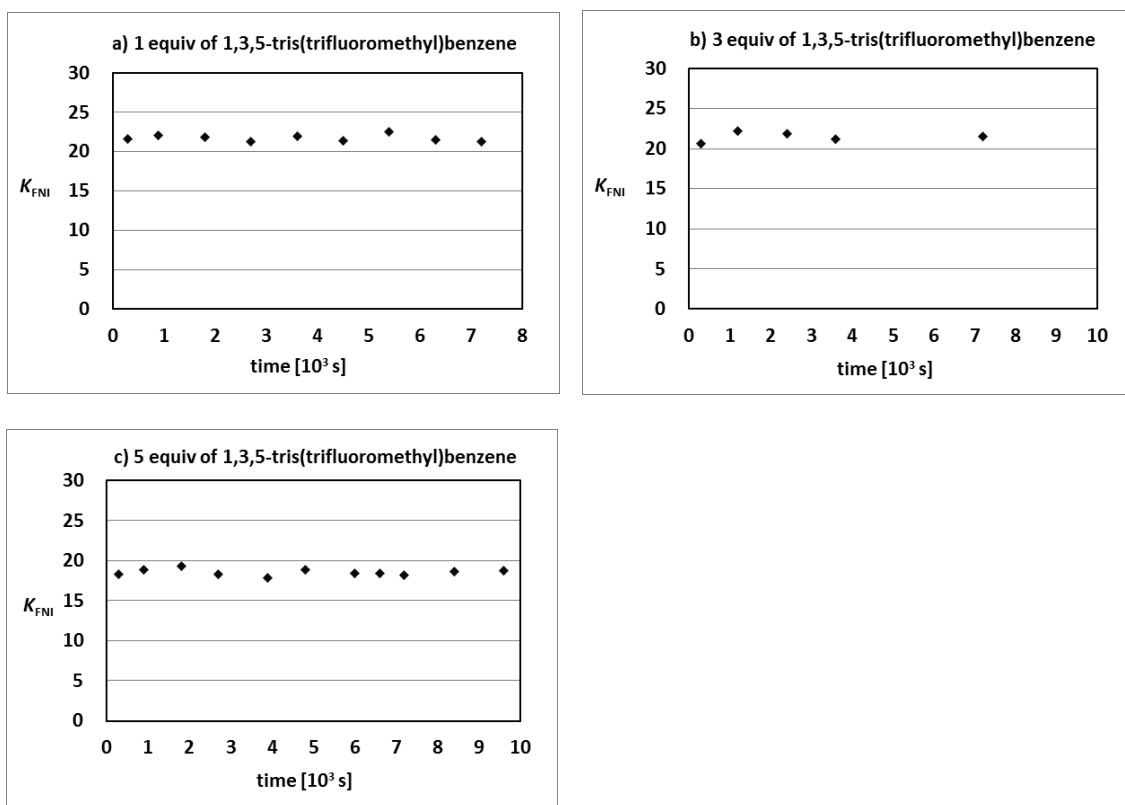 a) 1 equiv of 1,3,5-tris(trifluoromethyl)benzene
30
25
20
15
10
5
0
K_FNI
0 1 2 3 4 5 6 7 8
time [10³ s]
b) 3 equiv of 1,3,5-tris(trifluoromethyl)benzene
30
25
20
15
10
5
0
K_FNI
0 1 2 3 4 5 6 7 8 9 10
time [10³ s]
c) 5 equiv of 1,3,5-tris(trifluoromethyl)benzene
30
25
20
15
10
5
0
K_FNI
0 1 2 3 4 5 6 7 8 9 10
time [10³ s]